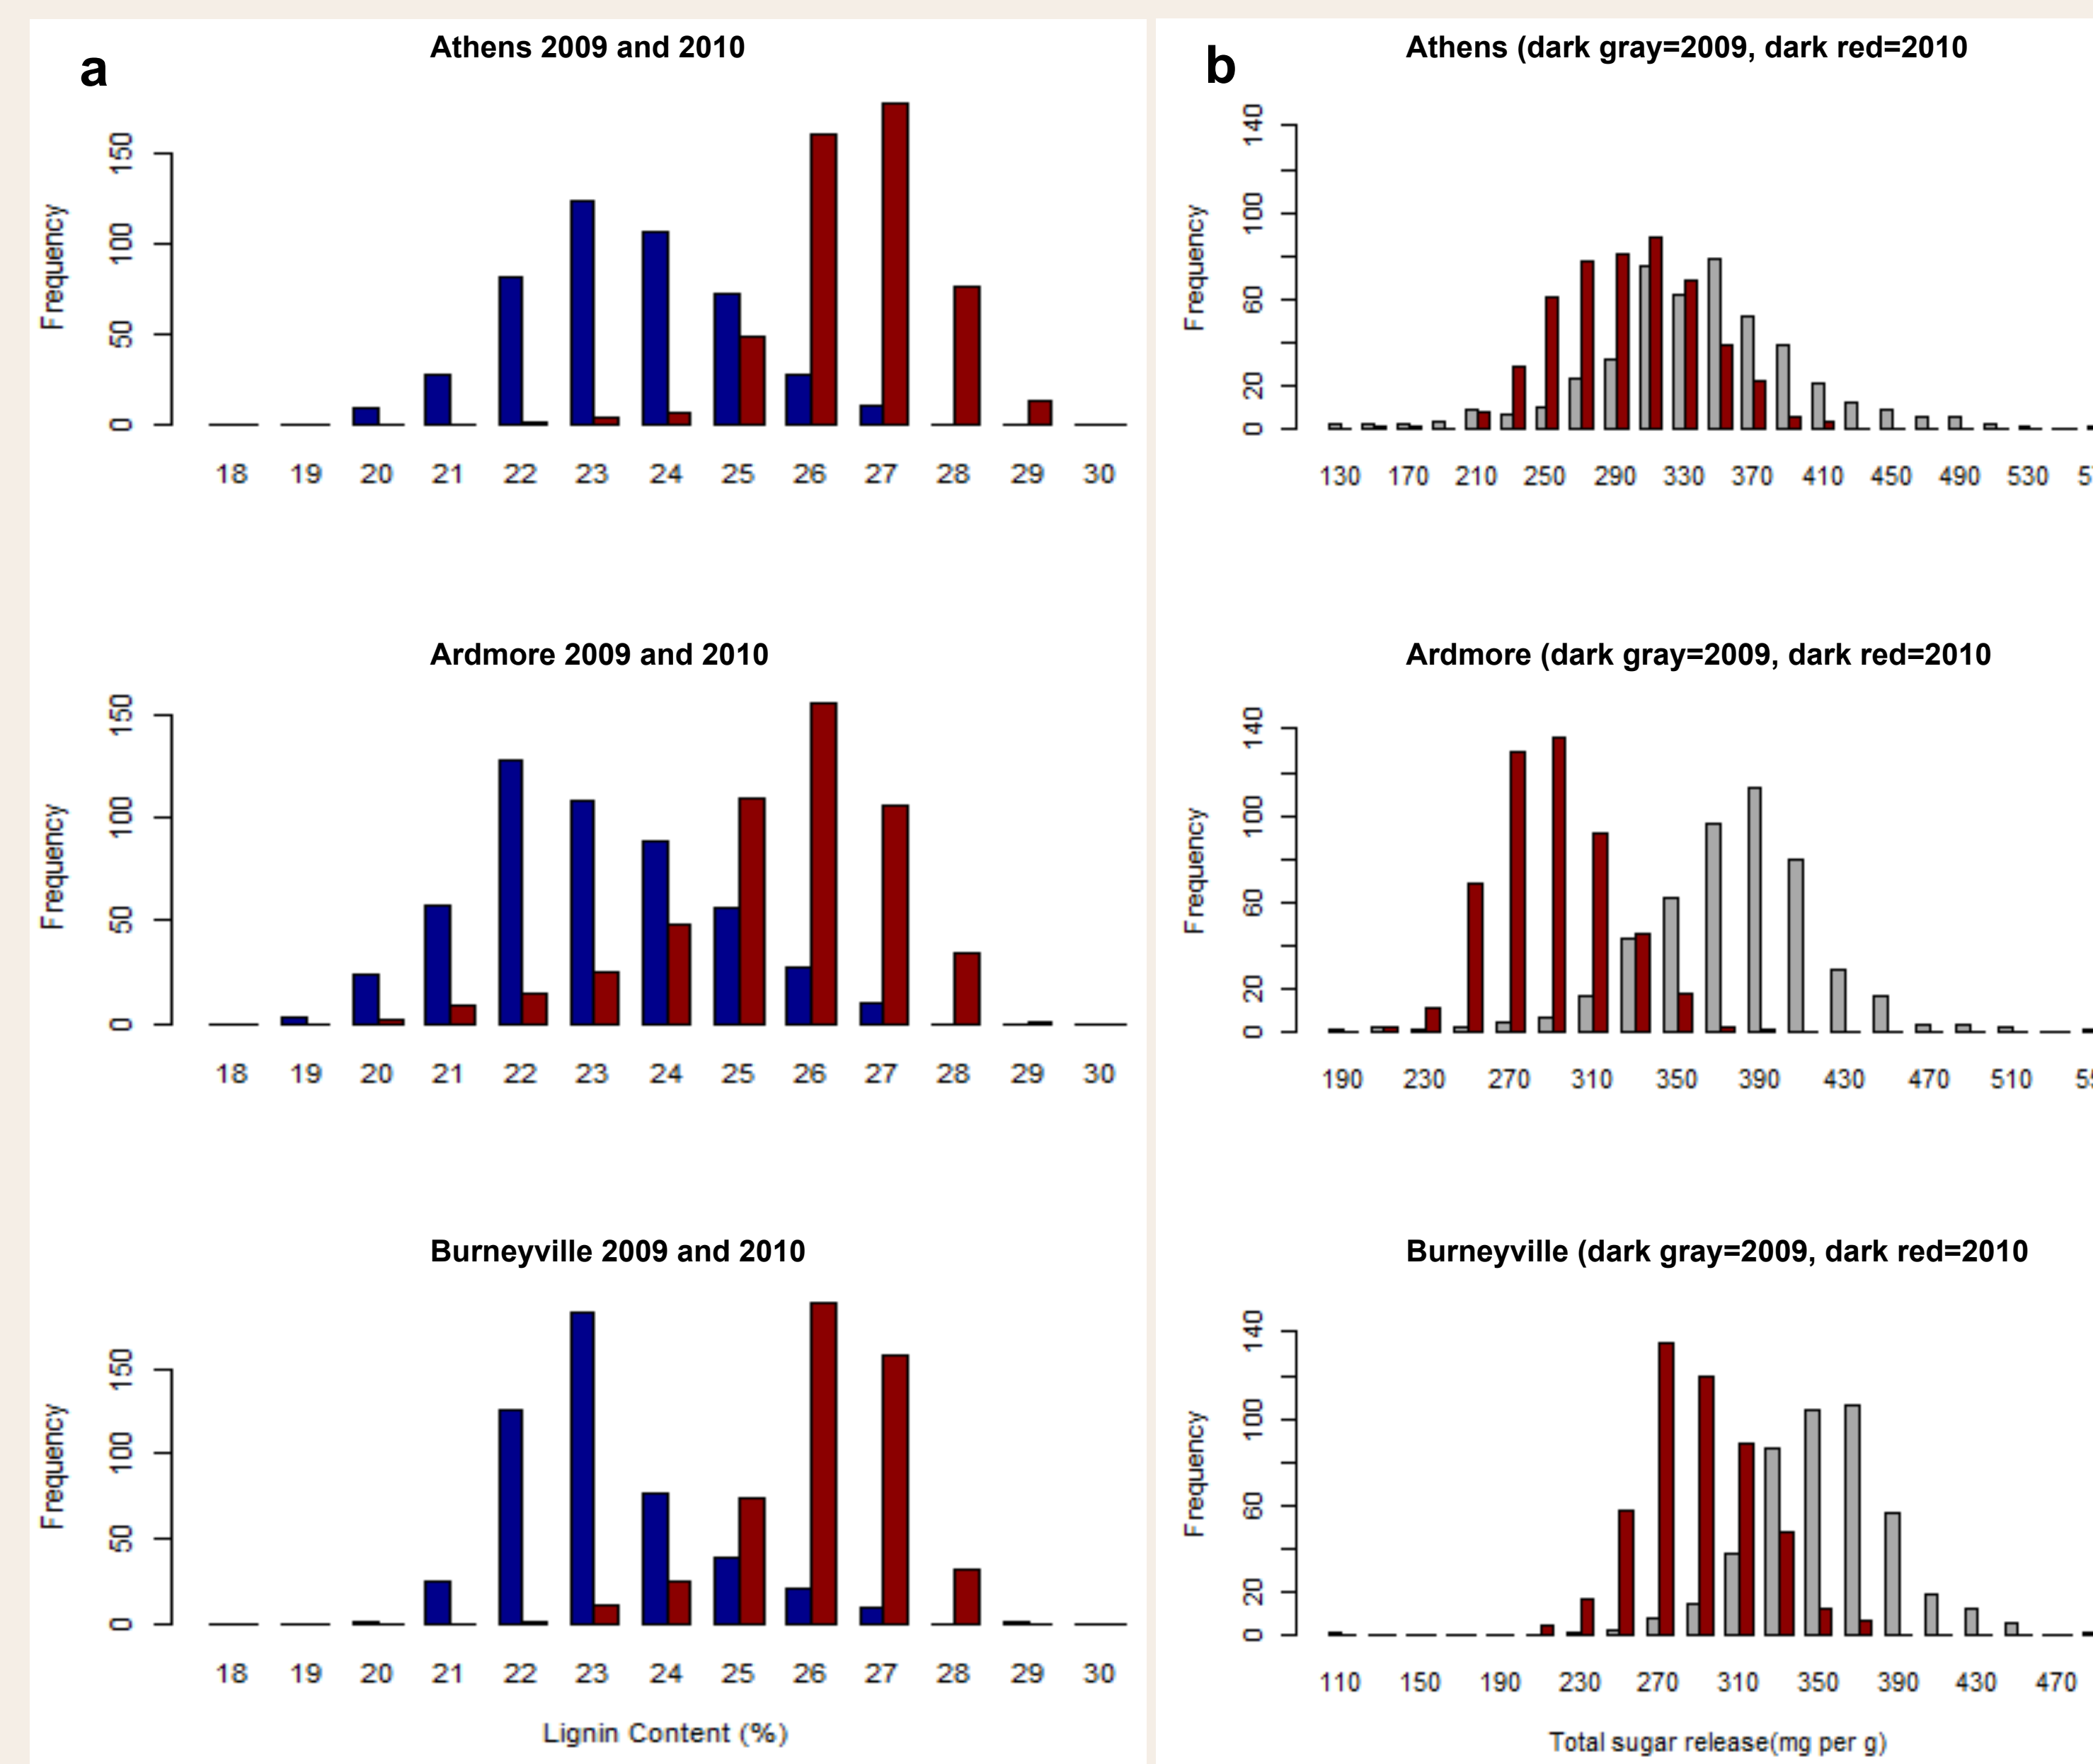 a
Athens 2009 and 2010
Frequency
0 50 100 150
18 19 20 21 22 23 24 25 26 27 28 29 30
Ardmore 2009 and 2010
Frequency
0 50 100 150
18 19 20 21 22 23 24 25 26 27 28 29 30
Burneyville 2009 and 2010
Frequency
0 50 100 150
18 19 20 21 22 23 24 25 26 27 28 29 30
Lignin Content (%)
b
Athens (dark gray=2009, dark red=2010
Frequency
0 20 60 100 140
130 170 210 250 290 330 370 410 450 490 530
Ardmore (dark gray=2009, dark red=2010
Frequency
0 20 60 100 140
190 230 270 310 350 390 430 470 510
Burneyville (dark gray=2009, dark red=2010
Frequency
0 20 60 100 140
110 150 190 230 270 310 350 390 430 470
Total sugar release(mg per g)